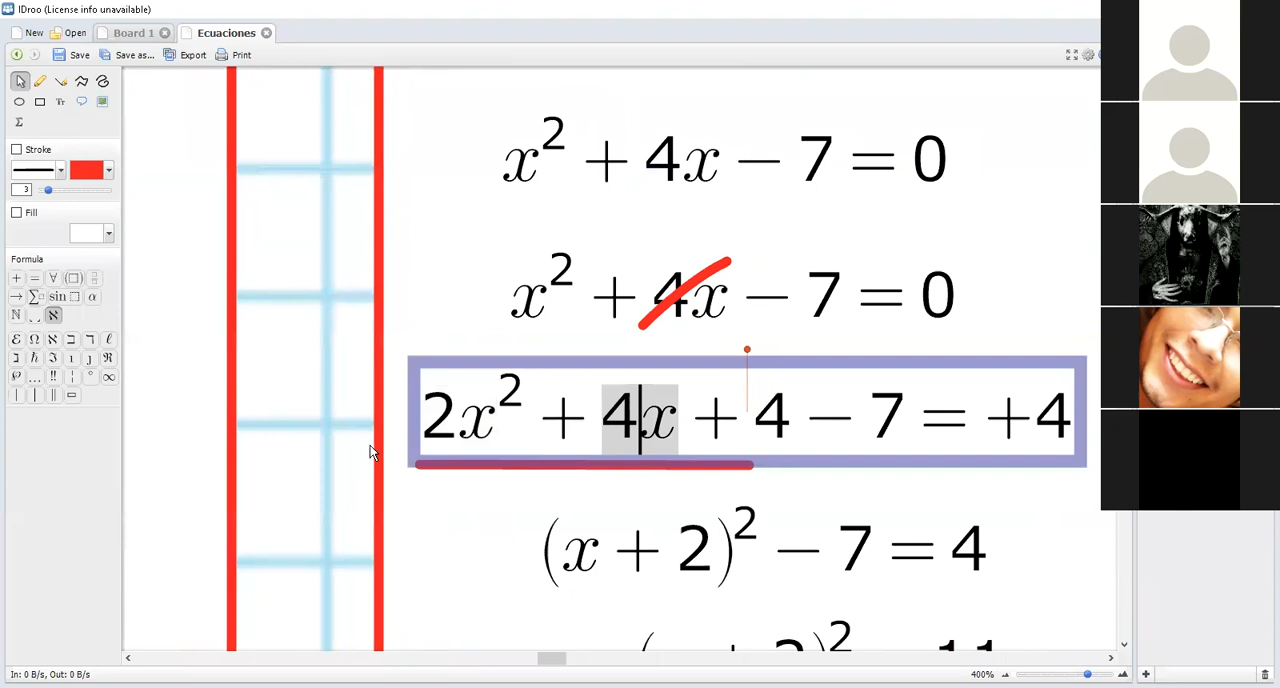 IDroo (License info unavailable)
New Open Board 1 Ecuaciones
Save Save as... Export Print
Stroke
3
Fill
Formula
x² + 4x − 7 = 0
x² + 4x − 7 = 0
2x² + 4x + 4 − 7 = +4
(x + 2)² − 7 = 4
In: 0 B/s, Out: 0 B/s
400%